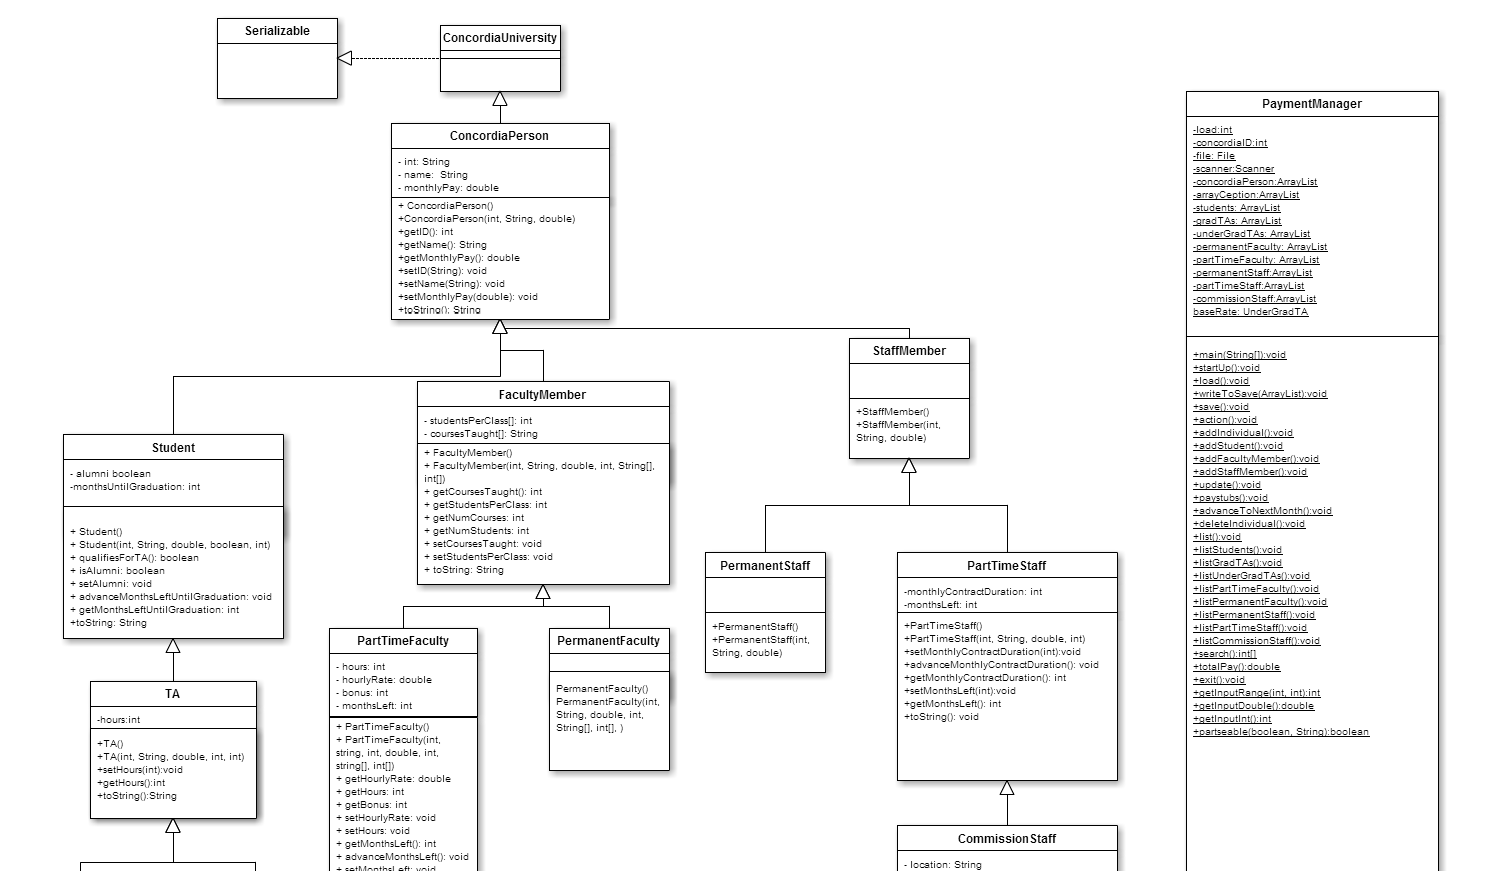 Serializable
ConcordiaUniversity
ConcordiaPerson
- int: String
- name:  String
- monthlyPay: double
+ ConcordiaPerson()
+ConcordiaPerson(int, String, double)
+getID(): int
+getName(): String
+getMonthlyPay(): double
+setID(String): void
+setName(String): void
+setMonthlyPay(double): void
+toString(): String
PaymentManager
-load:int
-concordiaID:int
-file: File
-scanner:Scanner
-concordiaPerson:ArrayList
-arrayCeption:ArrayList
-students: ArrayList
-gradTAs: ArrayList
-underGradTAs: ArrayList
-permanentFaculty: ArrayList
-partTimeFaculty: ArrayList
-permanentStaff:ArrayList
-partTimeStaff:ArrayList
-commissionStaff:ArrayList
baseRate: UnderGradTA
+main(String[]):void
+startUp():void
+load():void
+writeToSave(ArrayList):void
+save():void
+action():void
+addIndividual():void
+addStudent():void
+addFacultyMember():void
+addStaffMember():void
+update():void
+paystubs():void
+advanceToNextMonth():void
+deleteIndividual():void
+list():void
+listStudents():void
+listGradTAs():void
+listUnderGradTAs():void
+listPartTimeFaculty():void
+listPermanentFaculty():void
+listPermanentStaff():void
+listPartTimeStaff():void
+listCommissionStaff():void
+search():int[]
+totalPay():double
+exit():void
+getInputRange(int, int):int
+getInputDouble():double
+getInputInt():int
+partseable(boolean, String):boolean
StaffMember
+StaffMember()
+StaffMember(int,
String, double)
FacultyMember
- studentsPerClass[]: int
- coursesTaught[]: String
+ FacultyMember()
+ FacultyMember(int, String, double, int, String[],
int[])
+ getCoursesTaught(): int
+ getStudentsPerClass: int
+ getNumCourses: int
+ getNumStudents: int
+ setCoursesTaught: void
+ setStudentsPerClass: void
+ toString: String
Student
- alumni boolean
-monthsUntilGraduation: int
+ Student()
+ Student(int, String, double, boolean, int)
+ qualifiesForTA(): boolean
+ isAlumni: boolean
+ setAlumni: void
+ advanceMonthsLeftUntilGraduation: void
+ getMonthsLeftUntilGraduation: int
+toString: String
PermanentStaff
+PermanentStaff()
+PermanentStaff(int,
String, double)
PartTimeStaff
-monthlyContractDuration: int
-monthsLeft: int
+PartTimeStaff()
+PartTimeStaff(int, String, double, int)
+setMonthlyContractDuration(int):void
+advanceMonthlyContractDuration(): void
+getMonthlyContractDuration(): int
+setMonthsLeft(int):void
+getMonthsLeft(): int
+toString(): void
PartTimeFaculty
- hours: int
- hourlyRate: double
- bonus: int
- monthsLeft: int
+ PartTimeFaculty()
+ PartTimeFaculty(int,
string, int, double, int,
string[], int[])
+ getHourlyRate: double
+ getHours: int
+ getBonus: int
+ setHourlyRate: void
+ setHours: void
+ getMonthsLeft(): int
+ advanceMonthsLeft(): void
+ setMonthsLeft: void
PermanentFaculty
PermanentFaculty()
PermanentFaculty(int,
String, double, int,
String[], int[], )
TA
-hours:int
+TA()
+TA(int, String, double, int, int)
+setHours(int):void
+getHours():int
+toString():String
CommissionStaff
- location: String